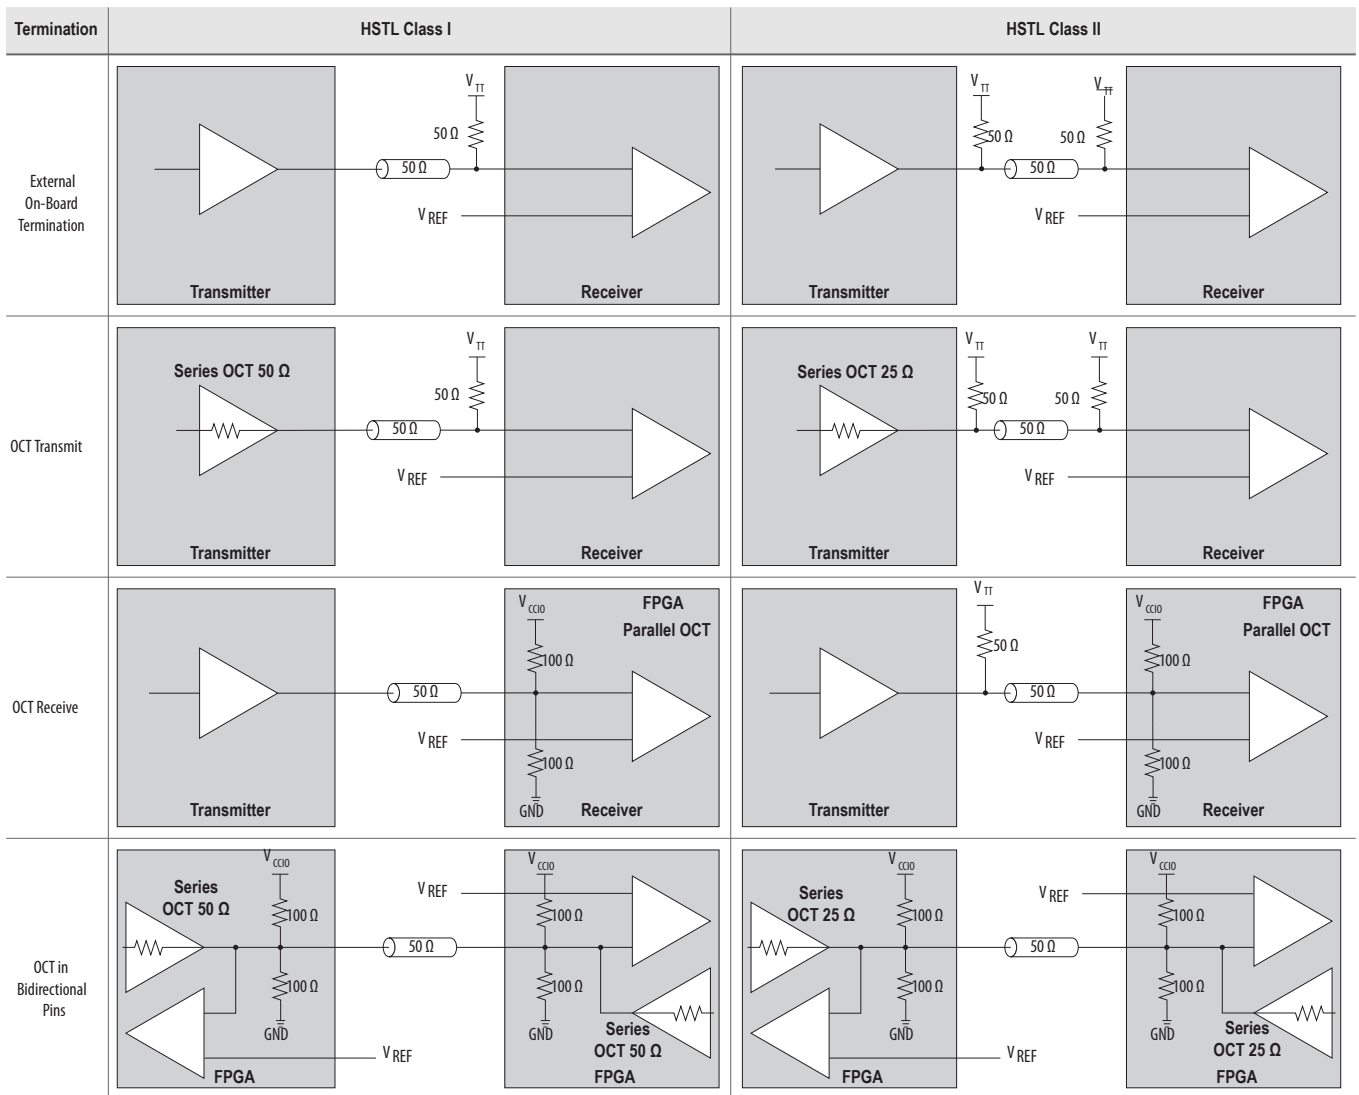 Termination
HSTL Class I
HSTL Class II
External
On-Board
Termination
V TT
50 Ω
50 Ω
V REF
Transmitter
Receiver
V TT
V TT
50 Ω
50 Ω
50 Ω
V REF
Transmitter
Receiver
OCT Transmit
Series OCT 50 Ω
V TT
50 Ω
50 Ω
V REF
Transmitter
Receiver
Series OCT 25 Ω
V TT
V TT
50 Ω
50 Ω
50 Ω
V REF
Transmitter
Receiver
OCT Receive
V CCIO
FPGA
Parallel OCT
100 Ω
50 Ω
V REF
100 Ω
GND
Transmitter
Receiver
V TT
50 Ω
V CCIO
FPGA
Parallel OCT
100 Ω
50 Ω
V REF
100 Ω
GND
Transmitter
Receiver
OCT in
Bidirectional
Pins
V CCIO
Series
OCT 50 Ω
100 Ω
100 Ω
GND
V REF
FPGA
50 Ω
V REF
V CCIO
100 Ω
100 Ω
GND
Series
OCT 50 Ω
FPGA
V CCIO
Series
OCT 25 Ω
100 Ω
100 Ω
GND
V REF
FPGA
50 Ω
V REF
V CCIO
100 Ω
100 Ω
GND
Series
OCT 25 Ω
FPGA